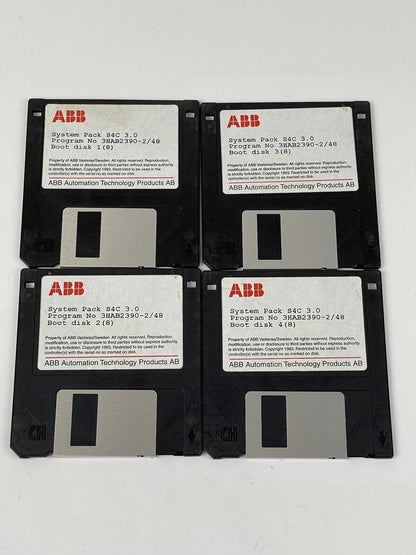 ABB
System Pack S4C 3.0
Program No 3HAB2390-2/48
Boot disk 1(8)
Property of ABB Vasteras/Sweden. All rights reserved. Reproduction,
modification, use or disclosure to third parties without express authority
is strictly forbidden. Copyright 1993. Restricted to be used in the
controller(s) with the serial no as marked on disk.
ABB Automation Technology Products AB
ABB
System Pack S4C 3.0
Program No 3HAB2390-2/48
Boot disk 3(8)
Property of ABB Vasteras/Sweden. All rights reserved. Reproduction,
modification, use or disclosure to third parties without express authority
is strictly forbidden. Copyright 1993. Restricted to be used in the
controller(s) with the serial no as marked on disk.
ABB Automation Technology Products AB
ABB
System Pack S4C 3.0
Program No 3HAB2390-2/48
Boot disk 2(8)
Property of ABB Vasteras/Sweden. All rights reserved. Reproduction,
modification, use or disclosure to third parties without express authority
is strictly forbidden. Copyright 1993. Restricted to be used in the
controller(s) with the serial no as marked on disk.
ABB Automation Technology Products AB
ABB
System Pack S4C 3.0
Program No 3HAB2390-2/48
Boot disk 4(8)
Property of ABB Vasteras/Sweden. All rights reserved. Reproduction,
modification, use or disclosure to third parties without express authority
is strictly forbidden. Copyright 1993. Restricted to be used in the
controller(s) with the serial no as marked on disk.
ABB Automation Technology Products AB